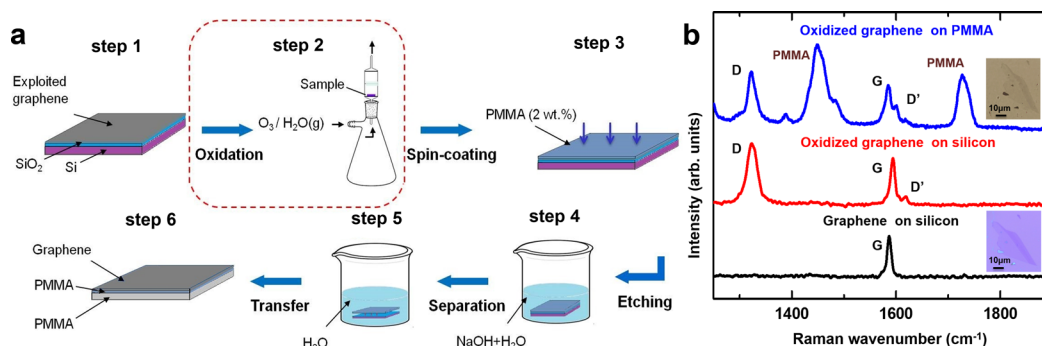 a
step 1
step 2
step 3
Exploited
graphene
SiO2
Si
Oxidation
Sample
O3 / H2O(g)
Spin-coating
PMMA (2 wt.%)
step 6
step 5
step 4
Graphene
PMMA
PMMA
Transfer
H2O
Separation
NaOH+H2O
Etching
b
Oxidized graphene on PMMA
PMMA
PMMA
D
G
D'
10μm
Oxidized graphene on silicon
D
G
D'
Graphene on silicon
G
10μm
Intensity (arb. units)
1400
1600
1800
Raman wavenumber (cm-1)